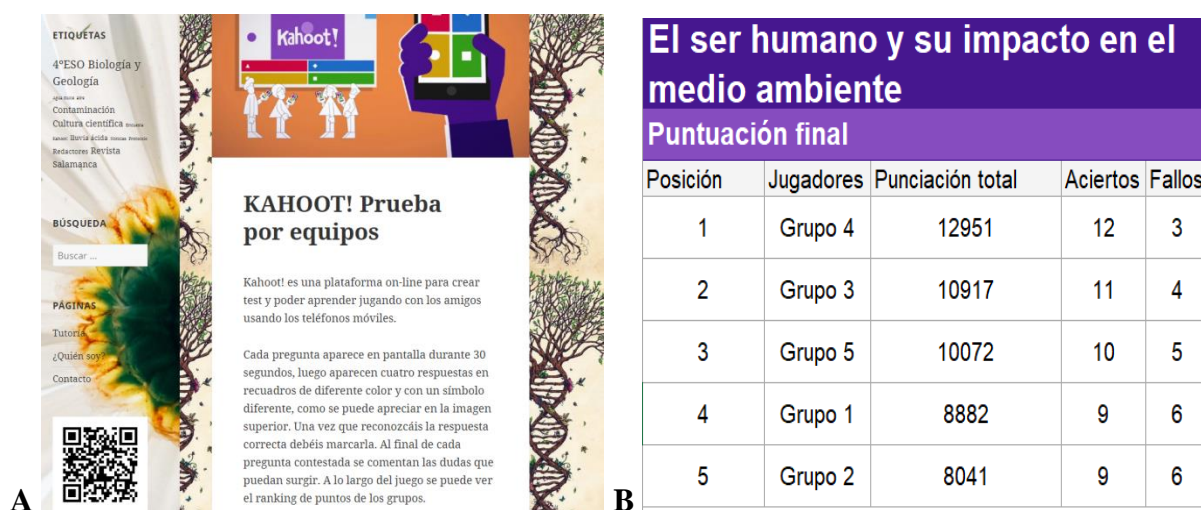 ETIQUETAS
4ºESO Biología y
Geología
Contaminación
Cultura científica
lluvia ácida
Redactores Revista
Salamanca
BÚSQUEDA
Buscar ...
PÁGINAS
Tutoría
¿Quién soy?
Contacto
Kahoot!
KAHOOT! Prueba
por equipos
Kahoot! es una plataforma on-line para crear
test y poder aprender jugando con los amigos
usando los teléfonos móviles.
Cada pregunta aparece en pantalla durante 30
segundos, luego aparecen cuatro respuestas en
recuadros de diferente color y con un símbolo
diferente, como se puede apreciar en la imagen
superior. Una vez que reconozcáis la respuesta
correcta debéis marcarla. Al final de cada
pregunta contestada se comentan las dudas que
puedan surgir. A lo largo del juego se puede ver
el ranking de puntos de los grupos.
A
El ser humano y su impacto en el
medio ambiente
Puntuación final
Posición Jugadores Punciación total Aciertos Fallos
1 Grupo 4 12951 12 3
2 Grupo 3 10917 11 4
3 Grupo 5 10072 10 5
4 Grupo 1 8882 9 6
5 Grupo 2 8041 9 6
B